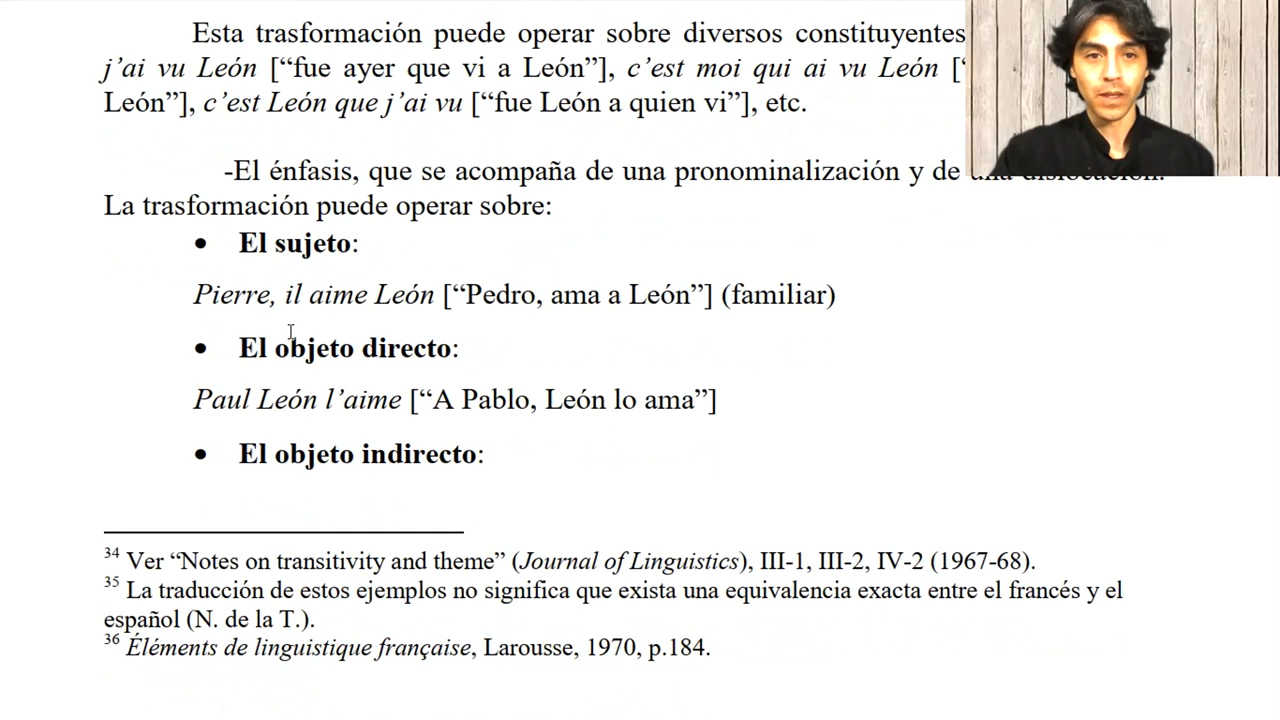 Esta trasformación puede operar sobre diversos constituyentes
j’ai vu León [“fue ayer que vi a León”], c’est moi qui ai vu León [“
León”], c’est León que j’ai vu [“fue León a quien vi”], etc.
-El énfasis, que se acompaña de una pronominalización y de una dislocación.
La trasformación puede operar sobre:
• El sujeto:
Pierre, il aime León [“Pedro, ama a León”] (familiar)
• El objeto directo:
Paul León l’aime [“A Pablo, León lo ama”]
• El objeto indirecto:
34 Ver “Notes on transitivity and theme” (Journal of Linguistics), III-1, III-2, IV-2 (1967-68).
35 La traducción de estos ejemplos no significa que exista una equivalencia exacta entre el francés y el
español (N. de la T.).
36 Éléments de linguistique française, Larousse, 1970, p.184.